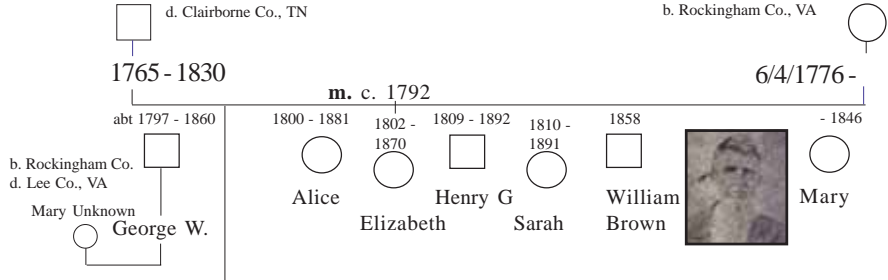 d. Clairborne Co., TN
b. Rockingham Co., VA
1765 - 1830
6/4/1776 -
m. c. 1792
abt 1797 - 1860
1800 - 1881
1802 -
1870
1809 - 1892
1810 -
1891
1858
- 1846
b. Rockingham Co.
d. Lee Co., VA
Alice
Henry G
William
Brown
Mary
Elizabeth
Sarah
Mary Unknown
George W.